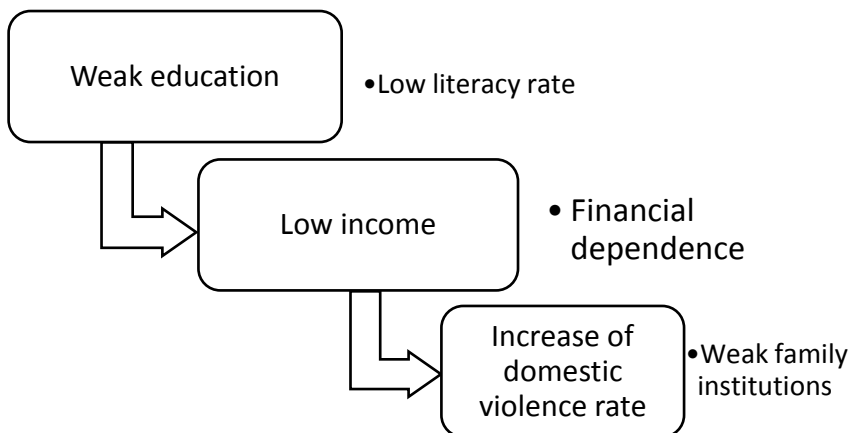 Weak education
•Low literacy rate
Low income
• Financial
dependence
Increase of
domestic
violence rate
•Weak family
institutions